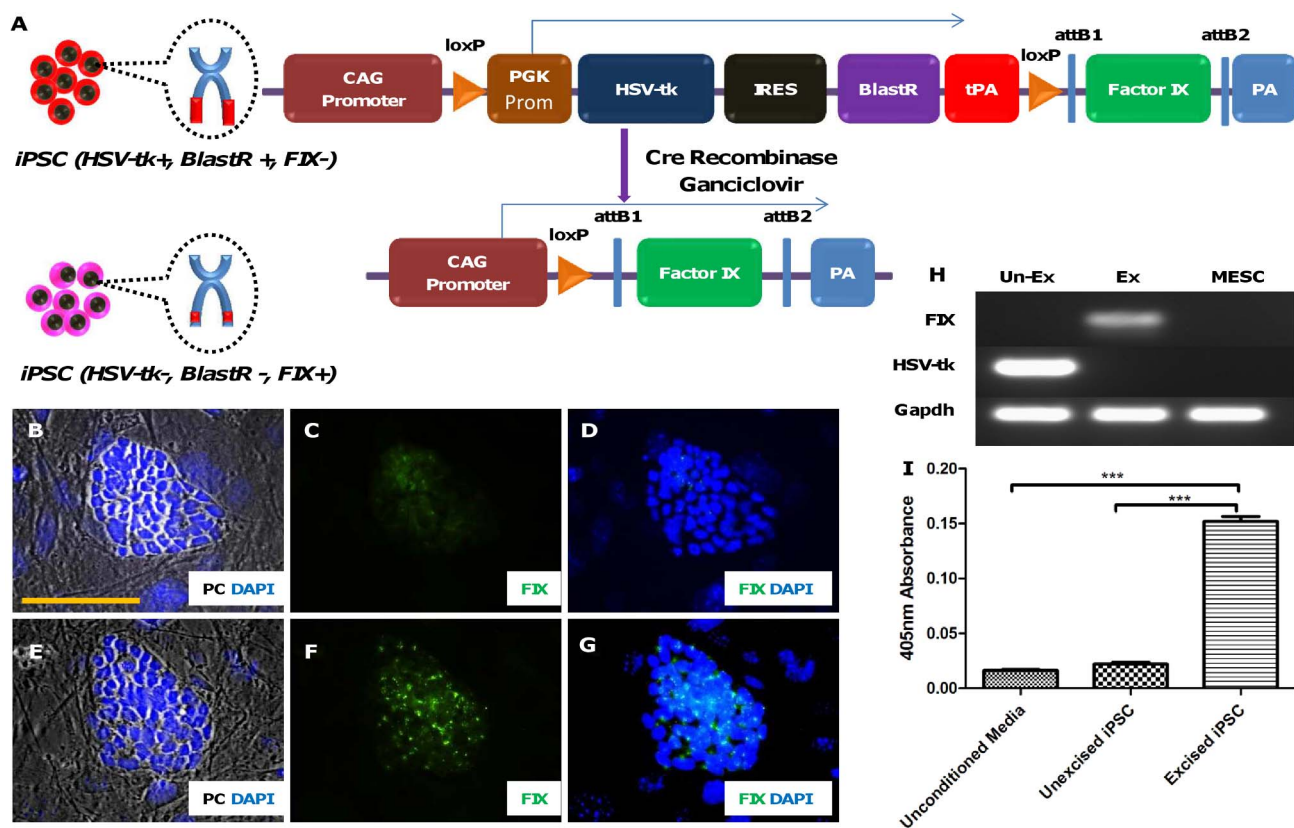 A
loxP
CAG
Promoter
PGK
Prom
HSV-tk
IRES
BlastR
tPA
loxP
attB1
Factor IX
attB2
PA
iPSC (HSV-tk+, BlastR +, FIX-)
Cre Recombinase
Ganciclovir
CAG
Promoter
loxP
attB1
Factor IX
attB2
PA
iPSC (HSV-tk-, BlastR -, FIX+)
H
Un-Ex
Ex
MESC
FIX
HSV-tk
Gapdh
B
PC DAPI
C
FIX
D
FIX DAPI
E
PC DAPI
F
FIX
G
FIX DAPI
I
405nm Absorbance
0.20
0.15
0.10
0.05
0.00
***
***
Unconditioned Media
Unexcised iPSC
Excised iPSC